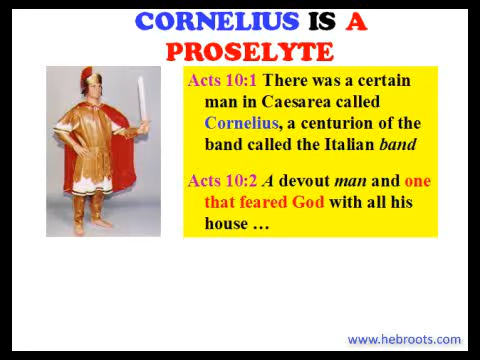 CORNELIUS IS A
PROSELYTE
Acts 10:1 There was a certain
man in Caesarea called
Cornelius, a centurion of the
band called the Italian band
Acts 10:2 A devout man and one
that feared God with all his
house …
www.hebroots.com